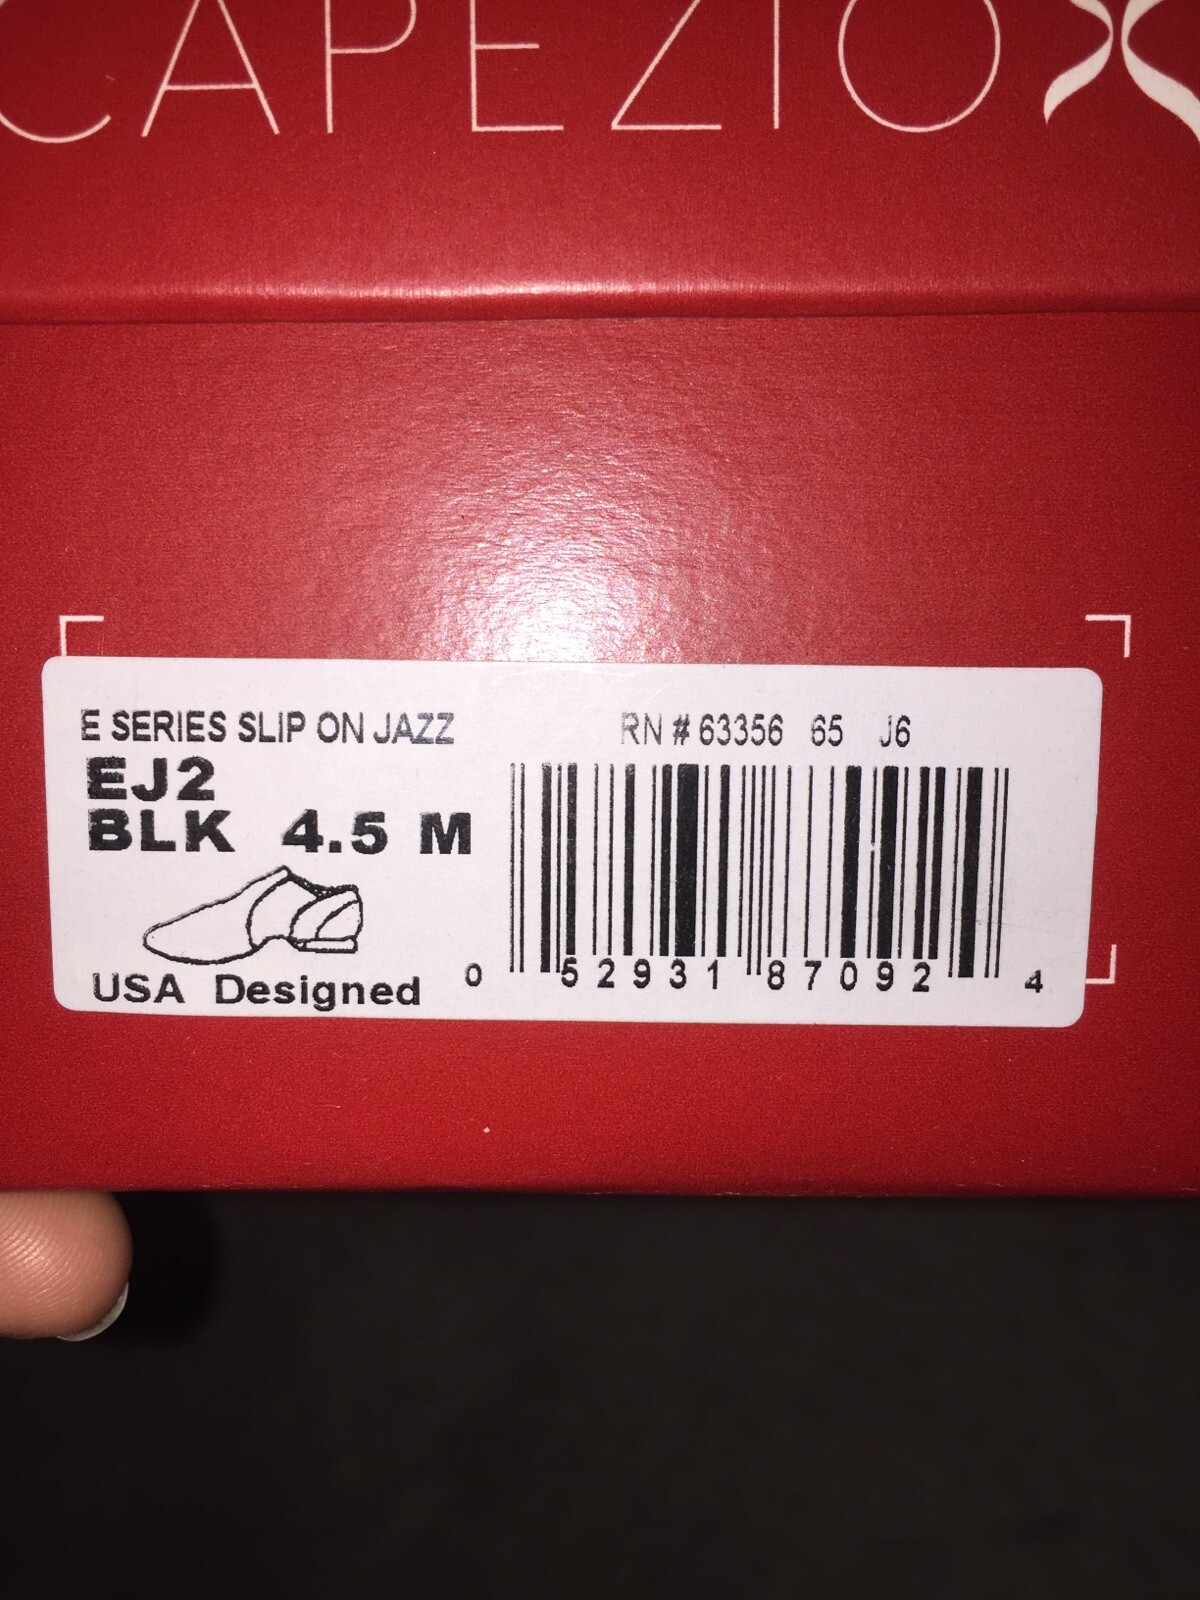 CAPEZIO
E SERIES SLIP ON JAZZ RN # 63356 65 J6
EJ2
BLK 4.5 M
USA Designed
0 52931 87092 4